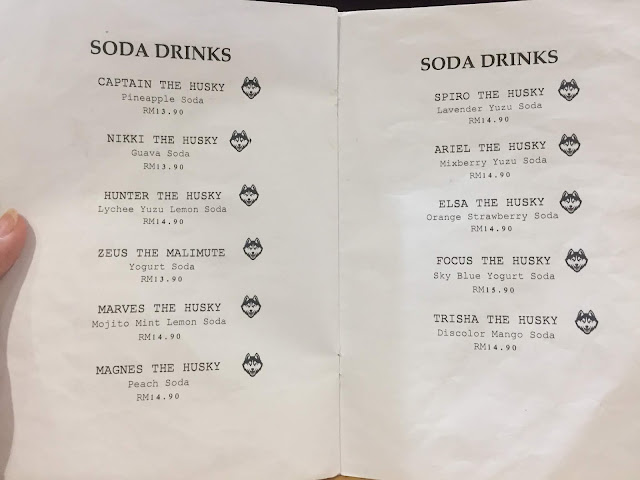 SODA DRINKS
CAPTAIN THE HUSKY
Pineapple Soda
RM13.90
NIKKI THE HUSKY
Guava Soda
RM13.90
HUNTER THE HUSKY
Lychee Yuzu Lemon Soda
RM14.90
ZEUS THE MALIMUTE
Yogurt Soda
RM13.90
MARVES THE HUSKY
Mojito Mint Lemon Soda
RM14.90
MAGNES THE HUSKY
Peach Soda
RM14.90
SODA DRINKS
SPIRO THE HUSKY
Lavender Yuzu Soda
RM14.90
ARIEL THE HUSKY
Mixberry Yuzu Soda
RM14.90
ELSA THE HUSKY
Orange Strawberry Soda
RM14.90
FOCUS THE HUSKY
Sky Blue Yogurt Soda
RM15.90
TRISHA THE HUSKY
Discolor Mango Soda
RM14.90